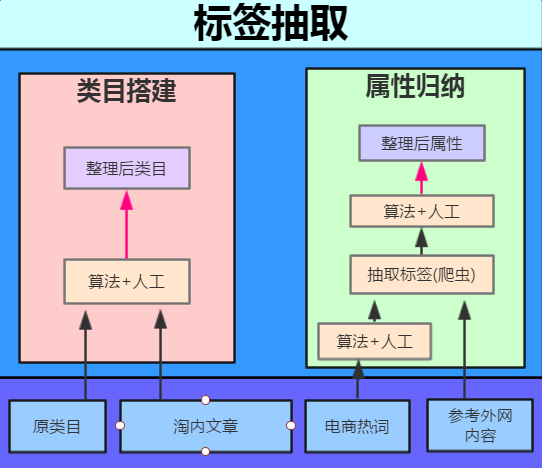 标签抽取
类目搭建
属性归纳
整理后类目
整理后属性
算法+人工
算法+人工
抽取标签(爬虫)
算法+人工
原类目
淘内文章
电商热词
参考外网
内容